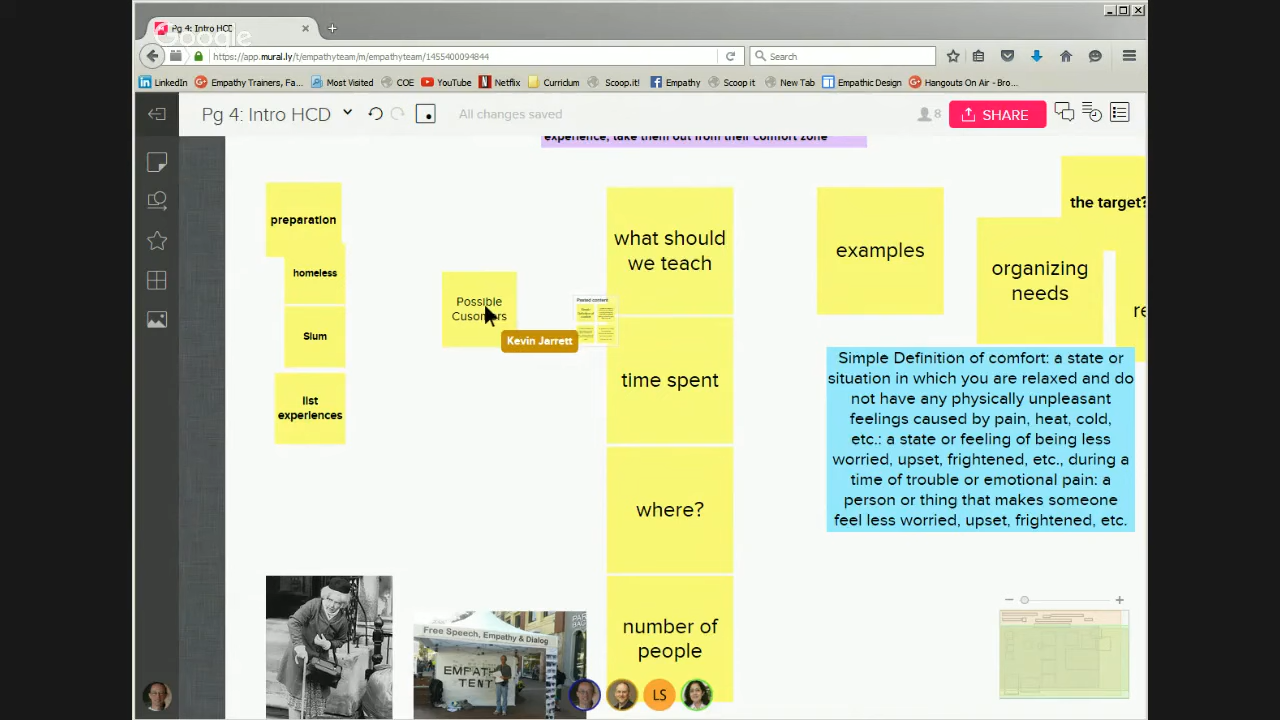 Pg 4: Intro HCD
Google
https://app.mural.ly/t/empathyteam/m/empathyteam/1455400094844
Search
LinkedIn
Empathy Trainers, Fa...
Most Visited
COE
YouTube
Netflix
Curriclum
Scoop.it!
Empathy
Scoop it
New Tab
Empathic Design
Hangouts On Air - Bro...
Pg 4: Intro HCD
All changes saved
8
SHARE
experience, take them out from their comfort zone
preparation
homeless
Slum
list
experiences
Possible
Cusomers
Kevin Jarrett
Posted content
what should
we teach
time spent
where?
number of
people
examples
organizing
needs
the target?
re
Simple Definition of comfort: a state or
situation in which you are relaxed and do
not have any physically unpleasant
feelings caused by pain, heat, cold,
etc.: a state or feeling of being less
worried, upset, frightened, etc., during a
time of trouble or emotional pain: a
person or thing that makes someone
feel less worried, upset, frightened, etc.
Free Speech, Empathy & Dialog
EMPATHY
TENT
LS